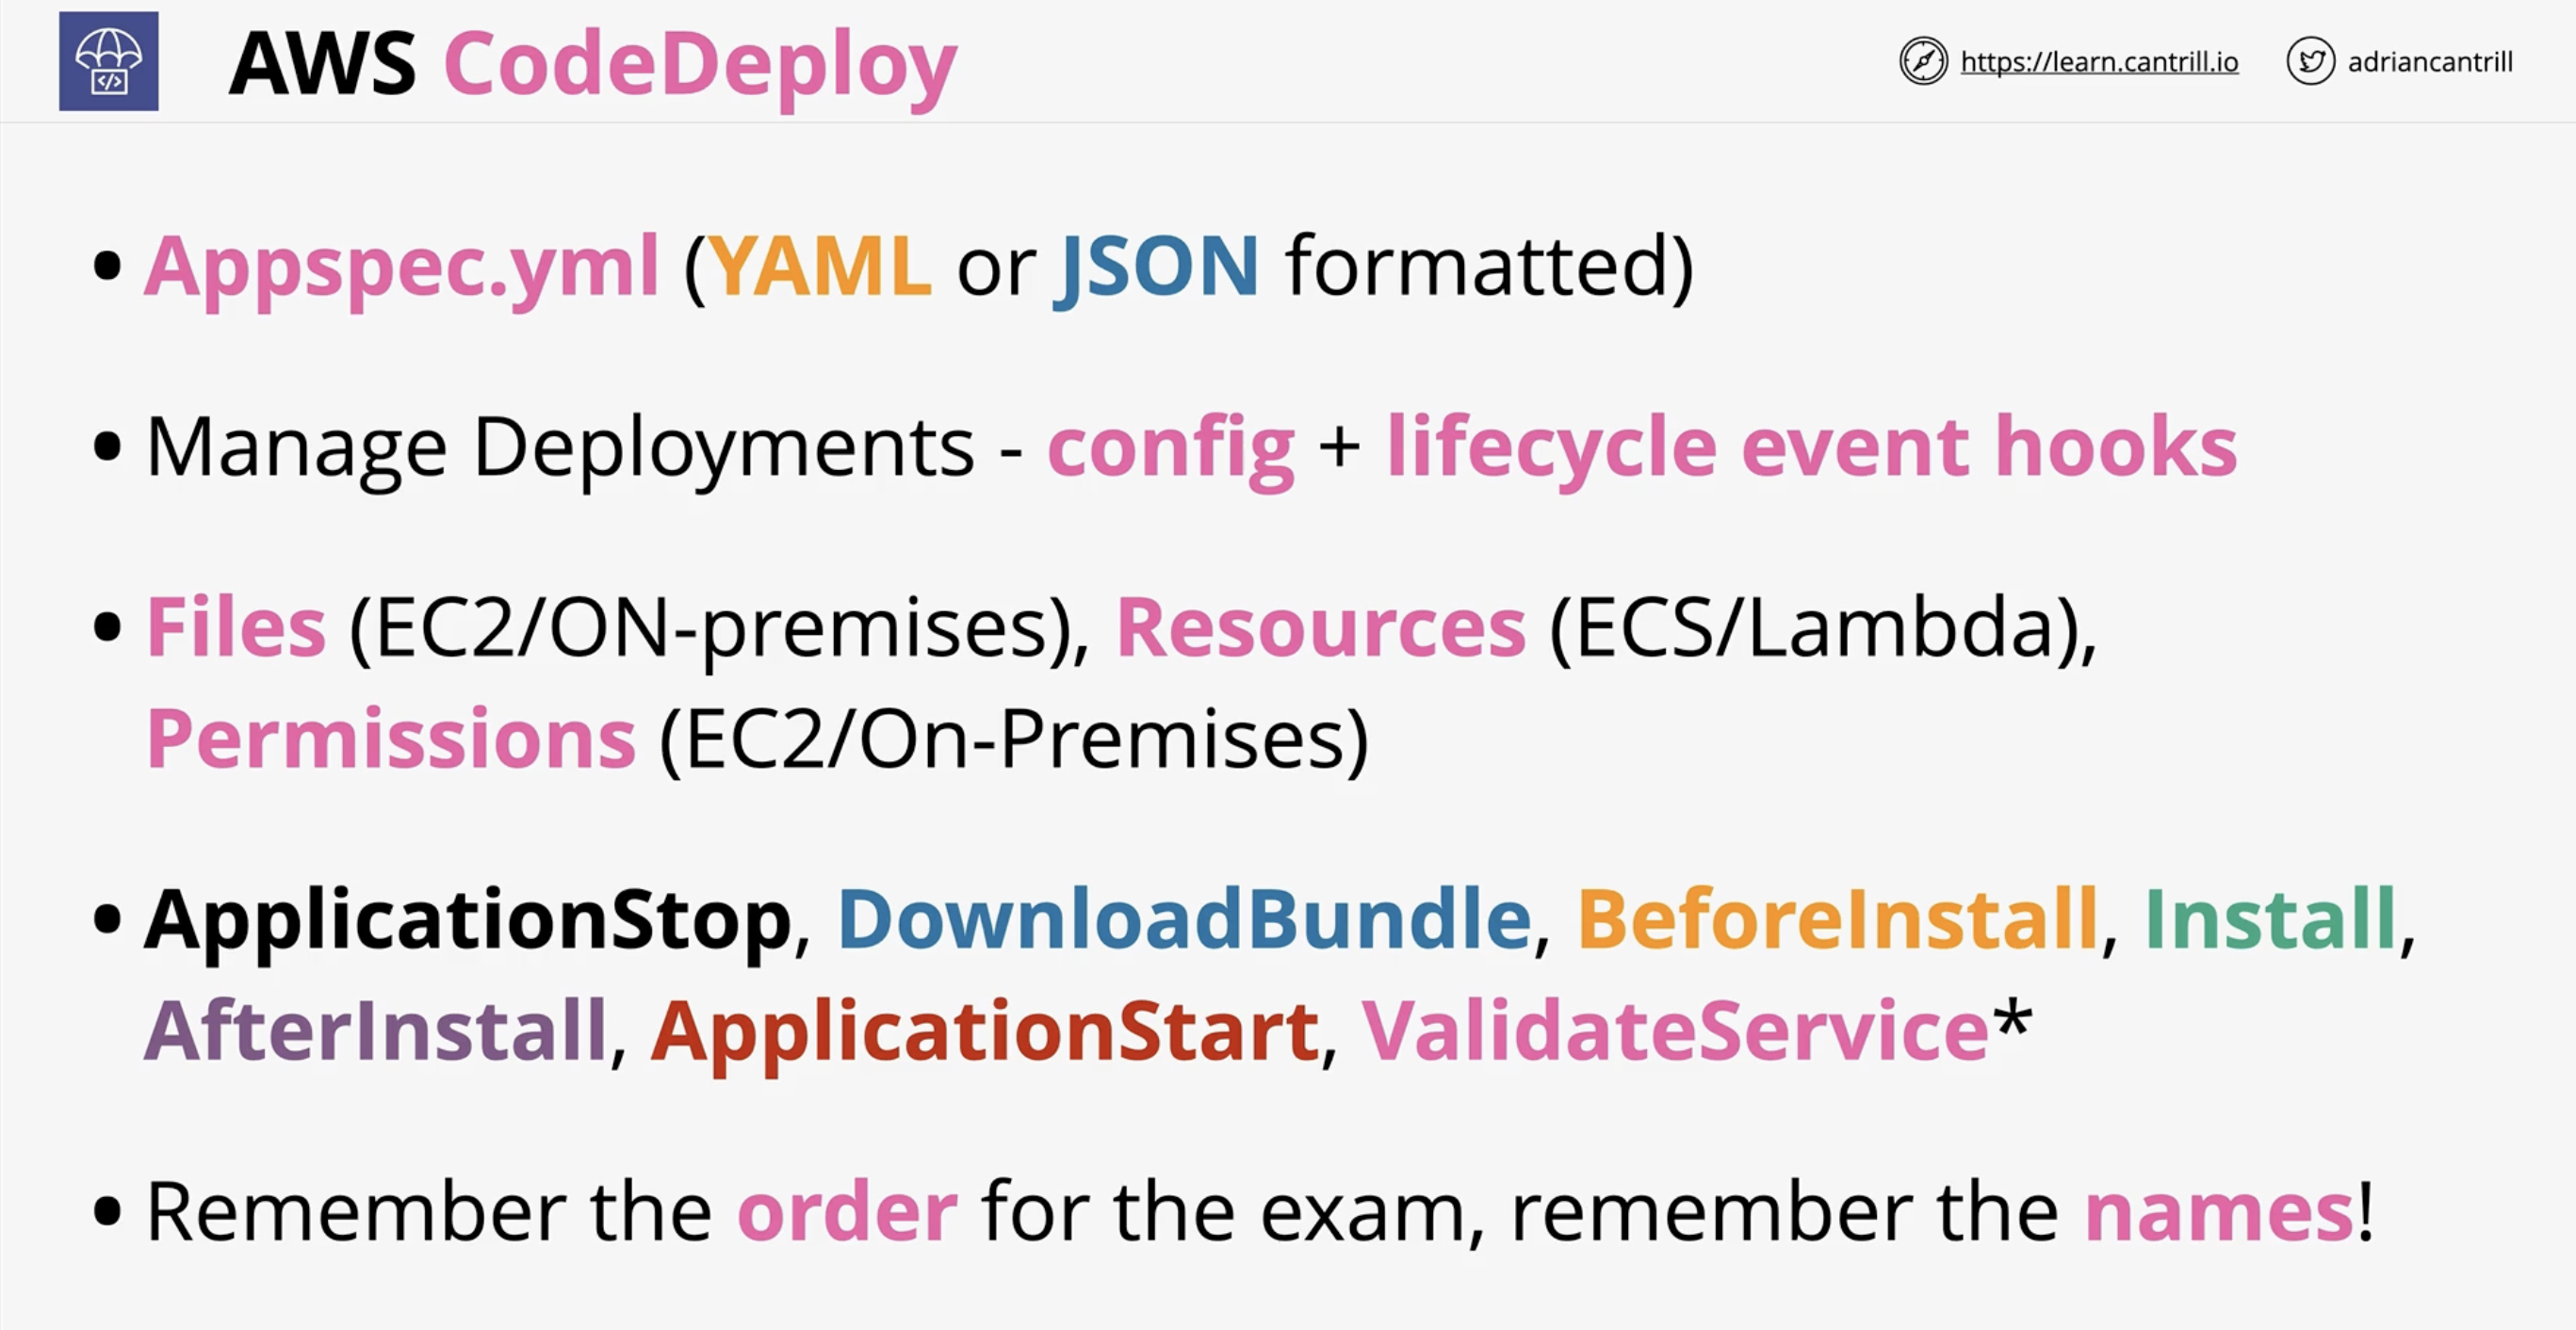 AWS CodeDeploy
https://learn.cantrill.io
adriancantrill
• Appspec.yml (YAML or JSON formatted)
• Manage Deployments - config + lifecycle event hooks
• Files (EC2/ON-premises), Resources (ECS/Lambda),
Permissions (EC2/On-Premises)
• ApplicationStop, DownloadBundle, BeforeInstall, Install,
AfterInstall, ApplicationStart, ValidateService*
• Remember the order for the exam, remember the names!